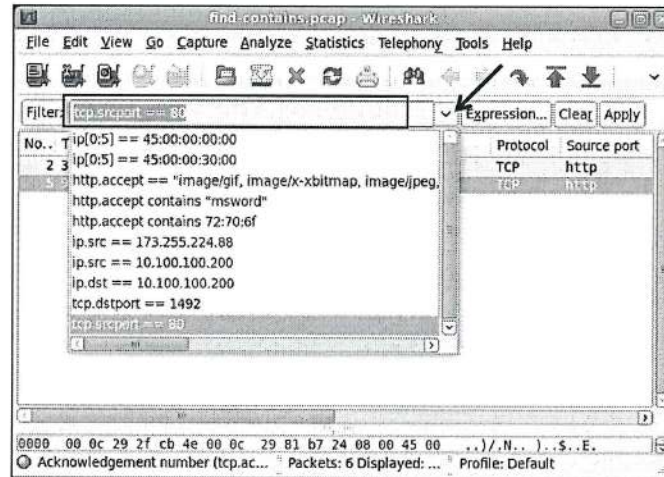 find-contains.pcap - Wireshark
File Edit View Go Capture Analyze Statistics Telephony Tools Help
Filter: tcp.srcport == 80 Expression... Clear Apply
No.. T Protocol Source port
ip[0:5] == 45:00:00:00:00
2 3 TCP http
ip[0:5] == 45:00:00:30:00
5 TCP http
http.accept == "image/gif, image/x-xbitmap, image/jpeg,
http.accept contains "msword"
http.accept contains 72:70:6f
ip.src == 173.255.224.88
ip.src == 10.100.100.200
ip.dst == 10.100.100.200
tcp.dstport == 1492
tcp.srcport == 80
0000 00 0c 29 2f cb 4e 00 0c 29 81 b7 24 08 00 45 00 ..)/.N.. )..$..E.
Acknowledgement number (tcp.ac... Packets: 6 Displayed: ... Profile: Default